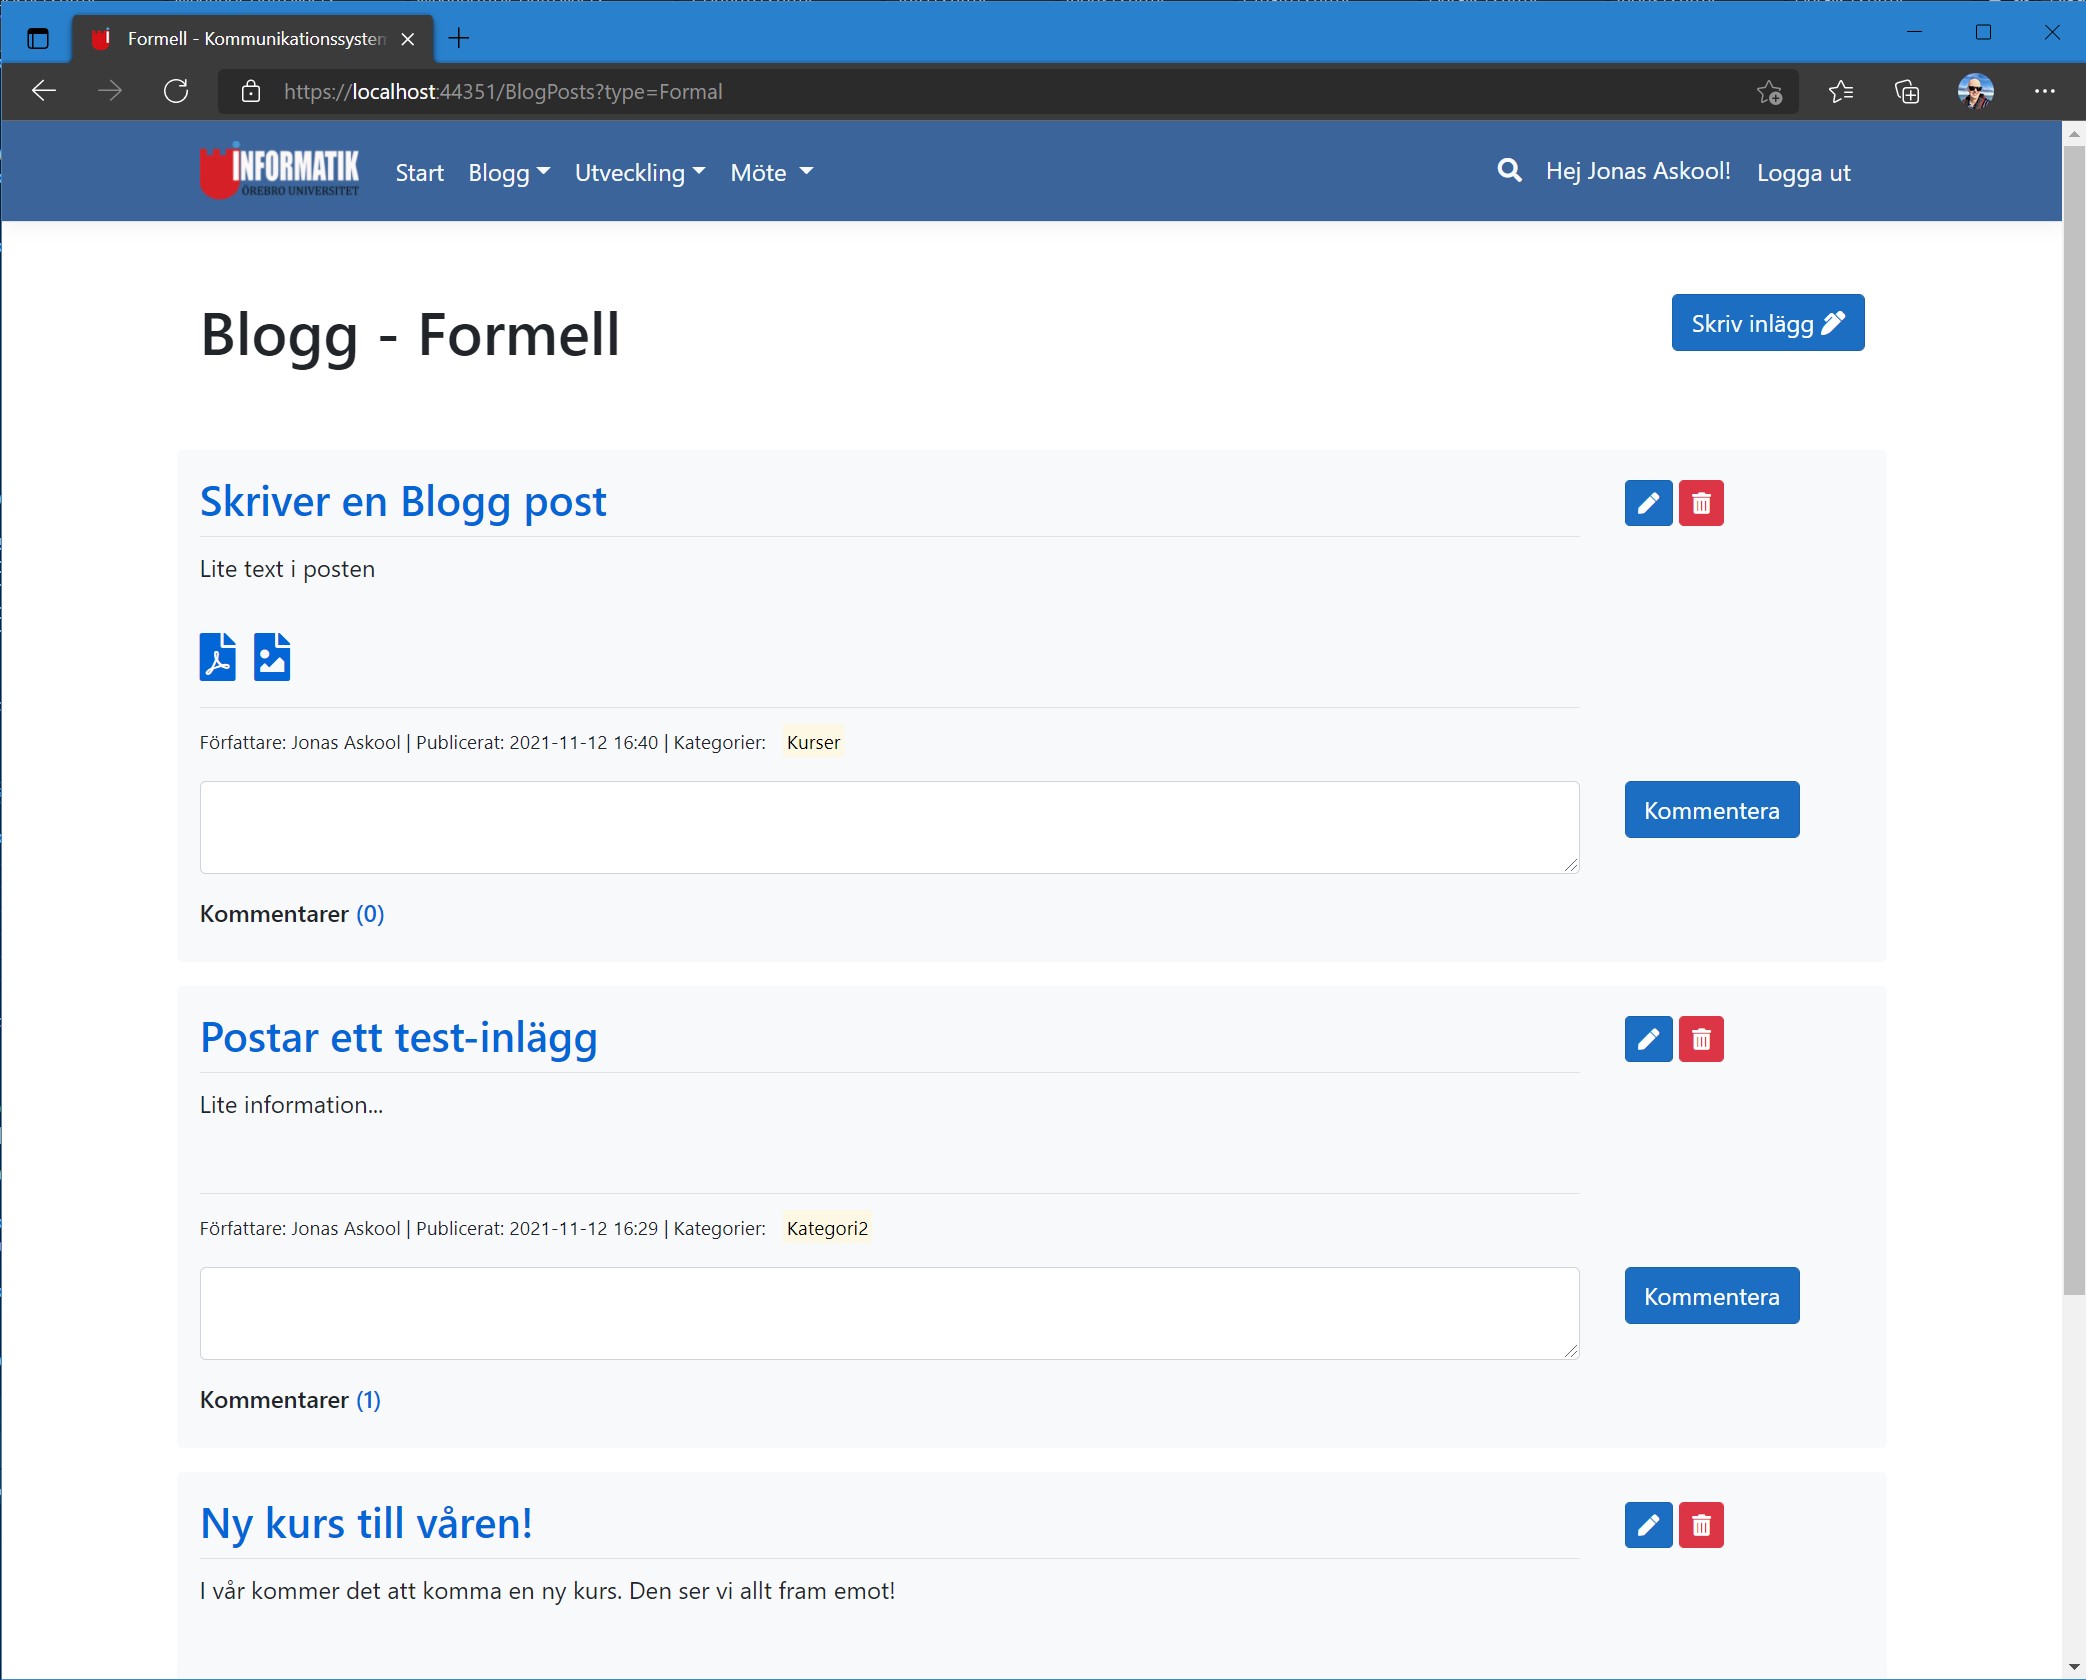 Formell - Kommunikationssystem
https://localhost:44351/BlogPosts?type=Formal
INFORMATIK
ÖREBRO UNIVERSITET
Start Blogg Utveckling Möte Hej Jonas Askool! Logga ut
Blogg - Formell
Skriv inlägg
Skriver en Blogg post
Lite text i posten
Författare: Jonas Askool | Publicerat: 2021-11-12 16:40 | Kategorier: Kurser
Kommentera
Kommentarer (0)
Postar ett test-inlägg
Lite information...
Författare: Jonas Askool | Publicerat: 2021-11-12 16:29 | Kategorier: Kategori2
Kommentera
Kommentarer (1)
Ny kurs till våren!
I vår kommer det att komma en ny kurs. Den ser vi allt fram emot!